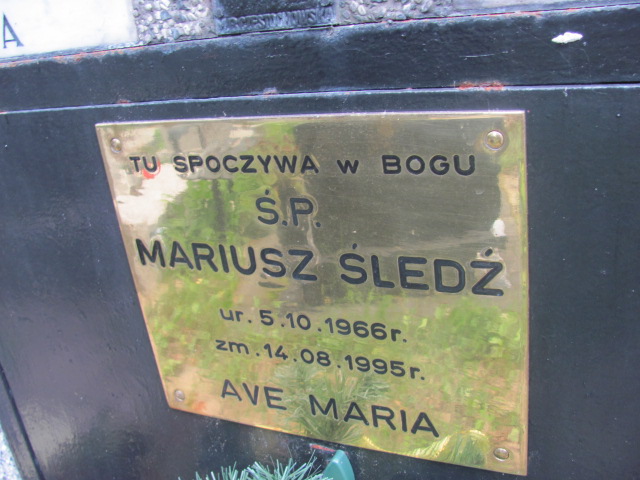 A
TU SPOCZYWA w BOGU
Ś.P.
MARIUSZ ŚLEDŹ
ur. 5.10.1966r.
zm.14.08.1995r.
AVE MARIA